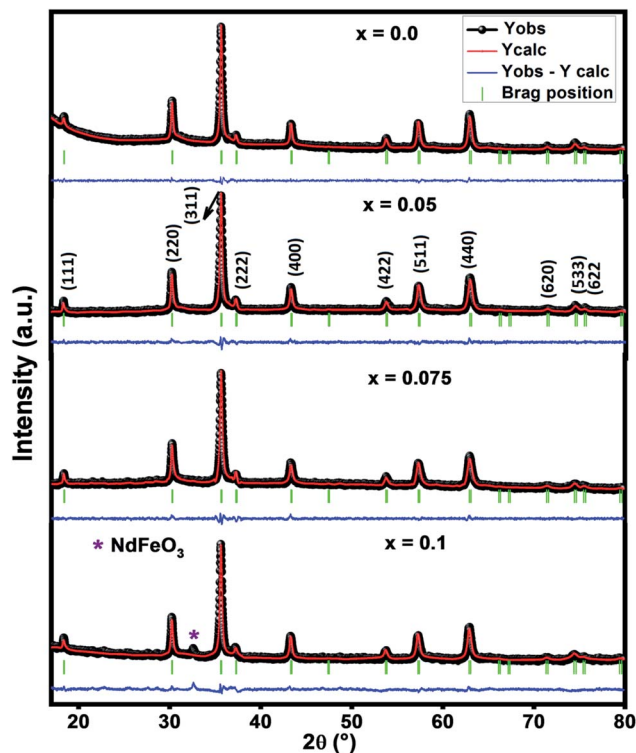 x = 0.0
Yobs
Ycalc
Yobs - Y calc
Brag position
x = 0.05
(111)
(220)
(311)
(222)
(400)
(422)
(511)
(440)
(620)
(533)
(622
x = 0.075
* NdFeO₃
x = 0.1
*
Intensity (a.u.)
20 30 40 50 60 70 80
2θ (°)